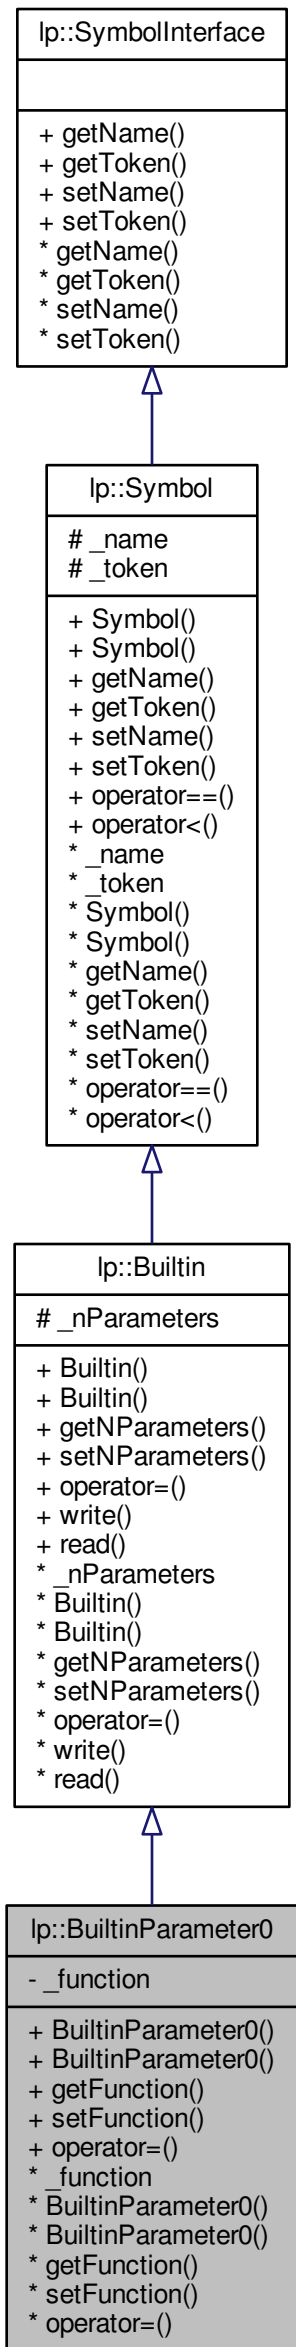 lp::SymbolInterface
+ getName()
+ getToken()
+ setName()
+ setToken()
* getName()
* getToken()
* setName()
* setToken()
lp::Symbol
# _name
# _token
+ Symbol()
+ Symbol()
+ getName()
+ getToken()
+ setName()
+ setToken()
+ operator==()
+ operator<()
* _name
* _token
* Symbol()
* Symbol()
* getName()
* getToken()
* setName()
* setToken()
* operator==()
* operator<()
lp::Builtin
# _nParameters
+ Builtin()
+ Builtin()
+ getNParameters()
+ setNParameters()
+ operator=()
+ write()
+ read()
* _nParameters
* Builtin()
* Builtin()
* getNParameters()
* setNParameters()
* operator=()
* write()
* read()
lp::BuiltinParameter0
- _function
+ BuiltinParameter0()
+ BuiltinParameter0()
+ getFunction()
+ setFunction()
+ operator=()
* _function
* BuiltinParameter0()
* BuiltinParameter0()
* getFunction()
* setFunction()
* operator=()